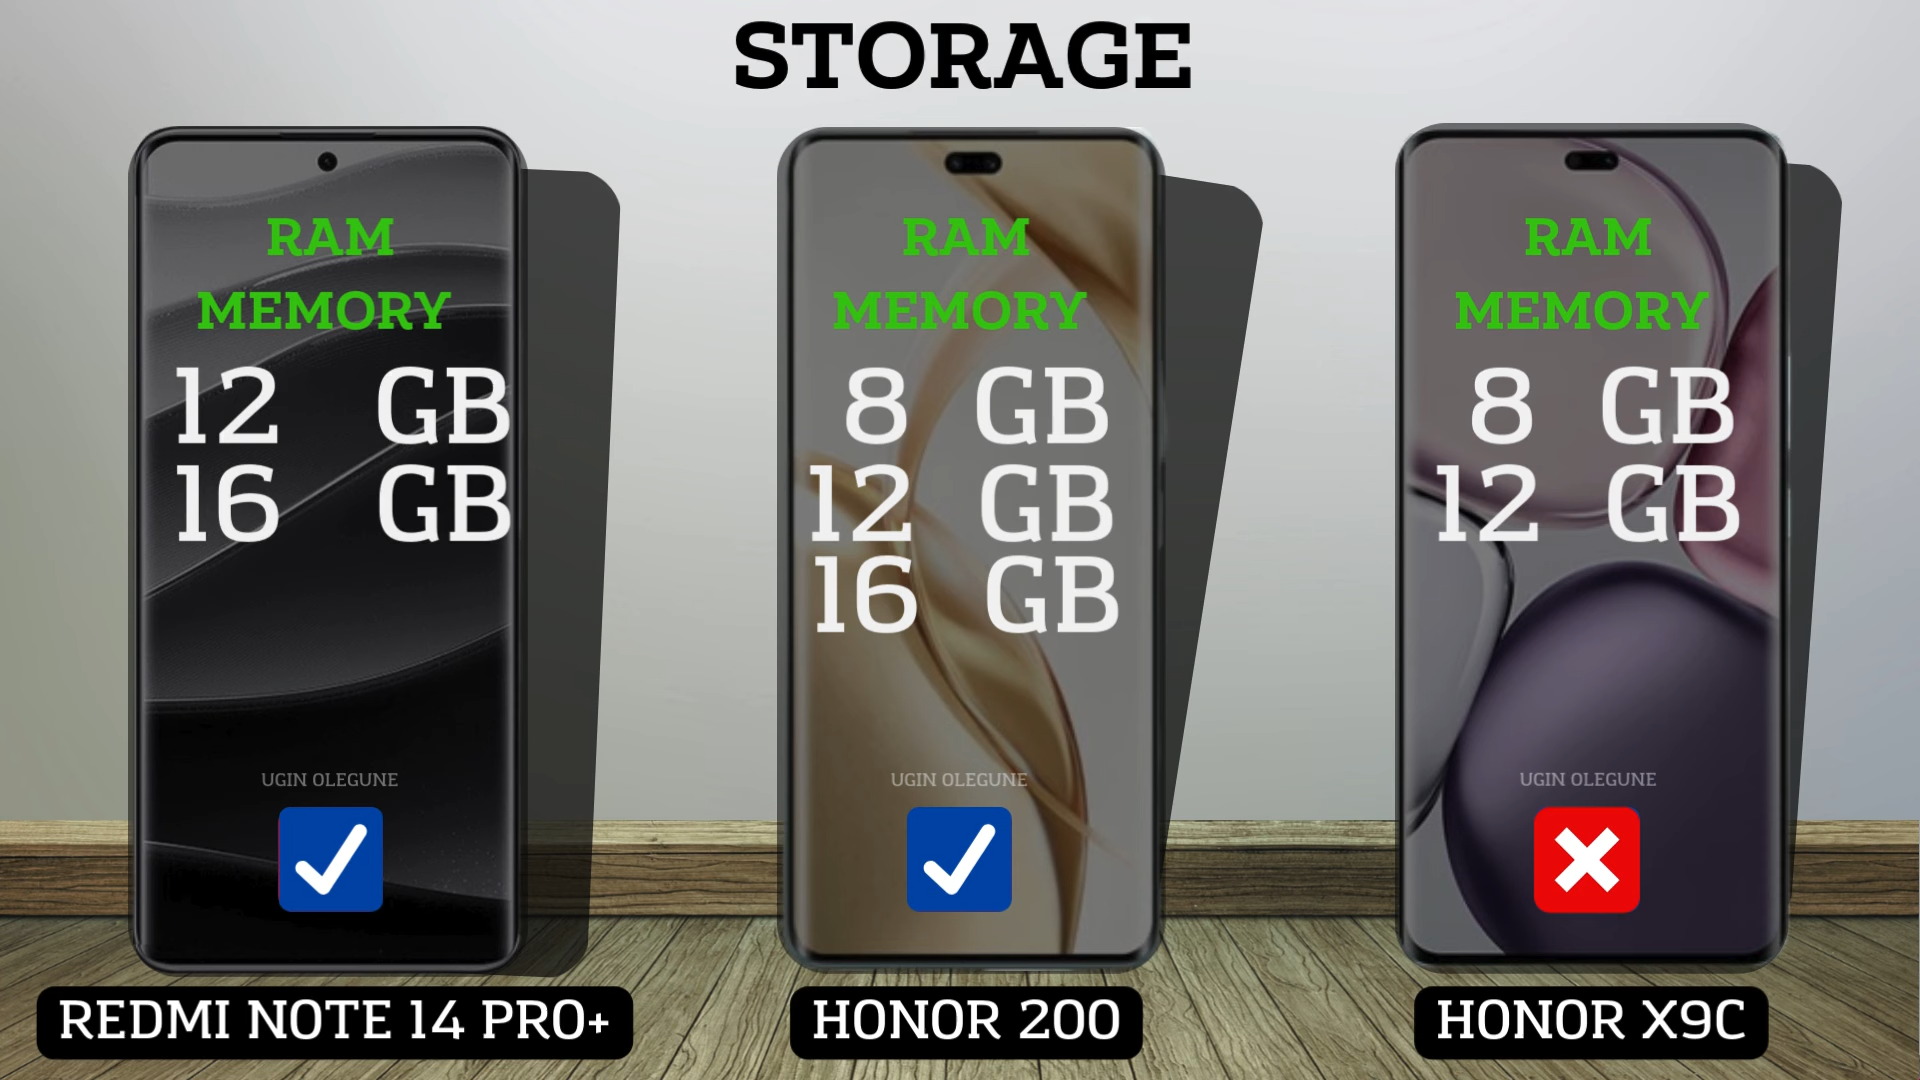 STORAGE
RAM
MEMORY
12 GB
16 GB
UGIN OLEGUNE
REDMI NOTE 14 PRO+
RAM
MEMORY
8 GB
12 GB
16 GB
UGIN OLEGUNE
HONOR 200
RAM
MEMORY
8 GB
12 GB
UGIN OLEGUNE
HONOR X9C